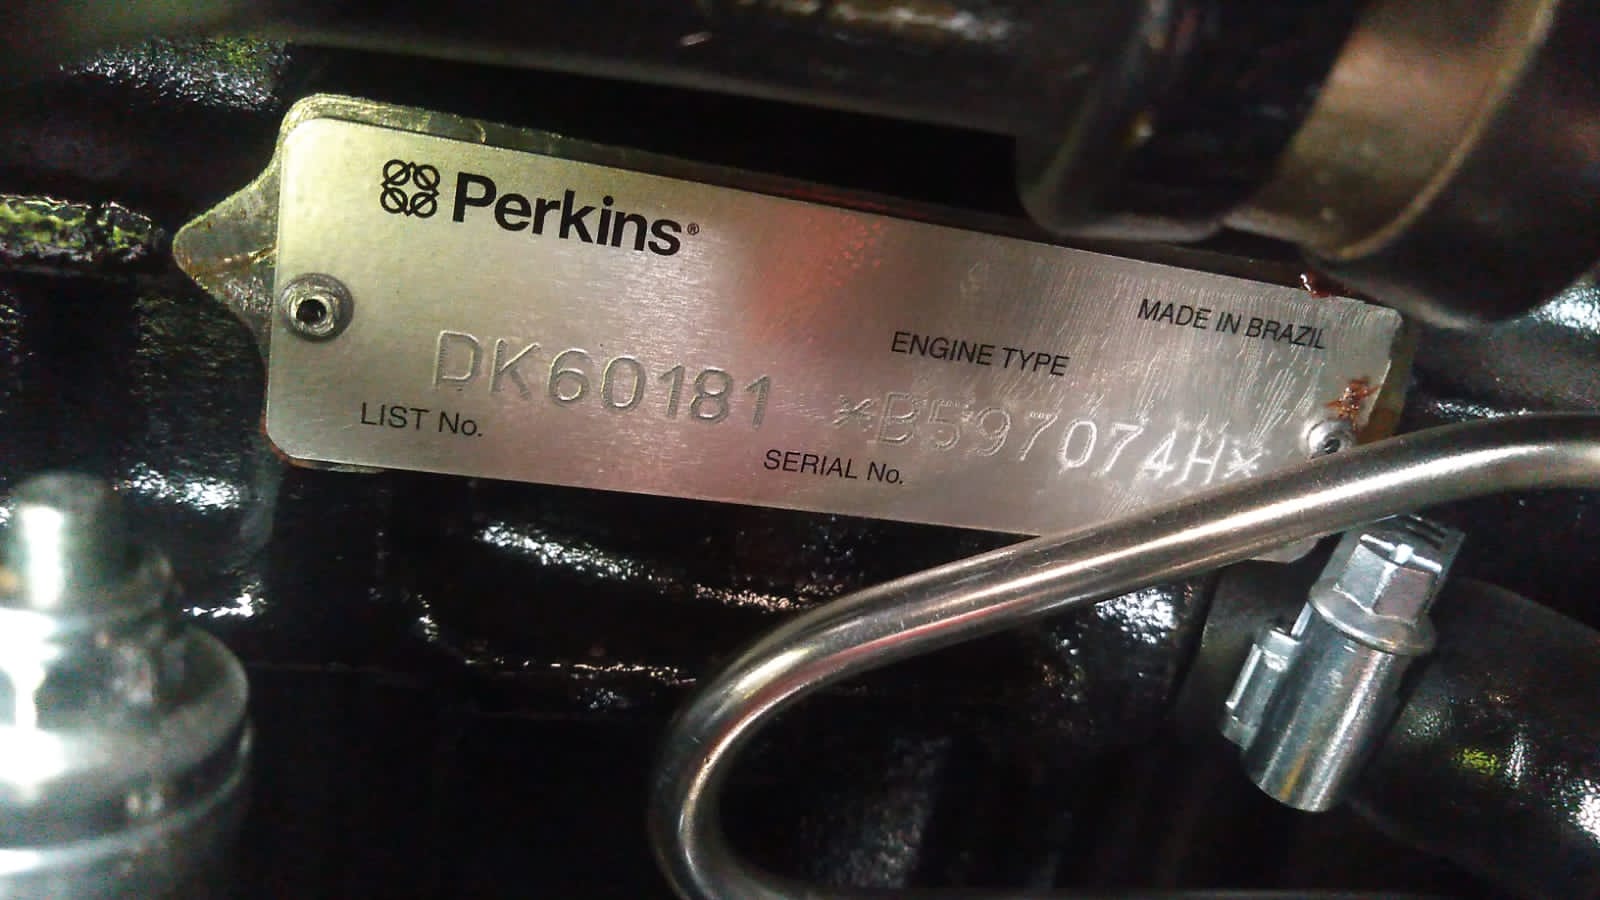 Perkins®
MADE IN BRAZIL
ENGINE TYPE
DK60181 *B597074H*
LIST No. SERIAL No.